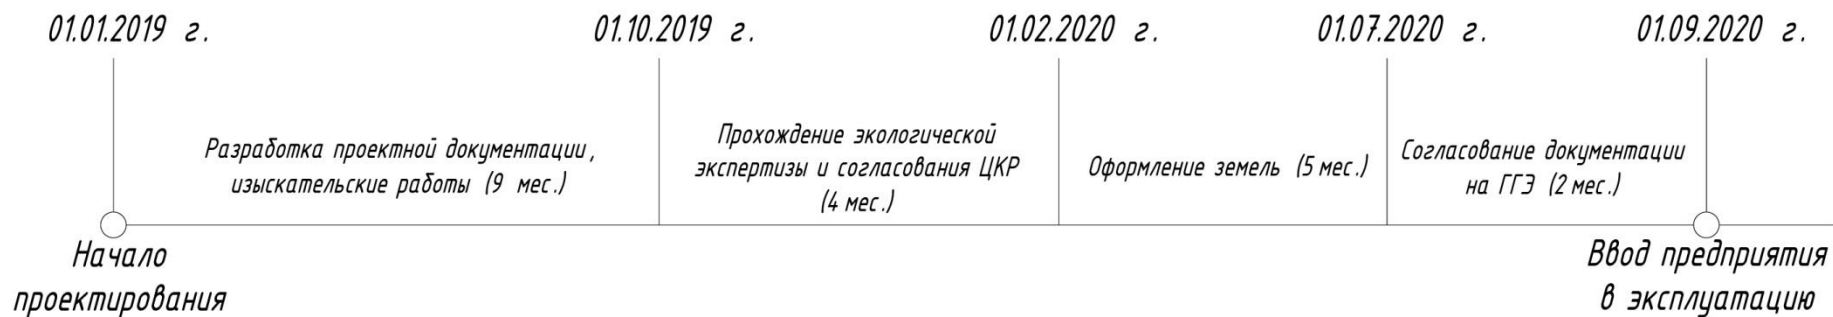 01.01.2019 г.
01.10.2019 г.
01.02.2020 г.
01.07.2020 г.
01.09.2020 г.
Разработка проектной документации,
изыскательские работы (9 мес.)
Прохождение экологической
экспертизы и согласования ЦКР
(4 мес.)
Оформление земель (5 мес.)
Согласование документации
на ГГЭ (2 мес.)
Начало
проектирования
Ввод предприятия
в эксплуатацию